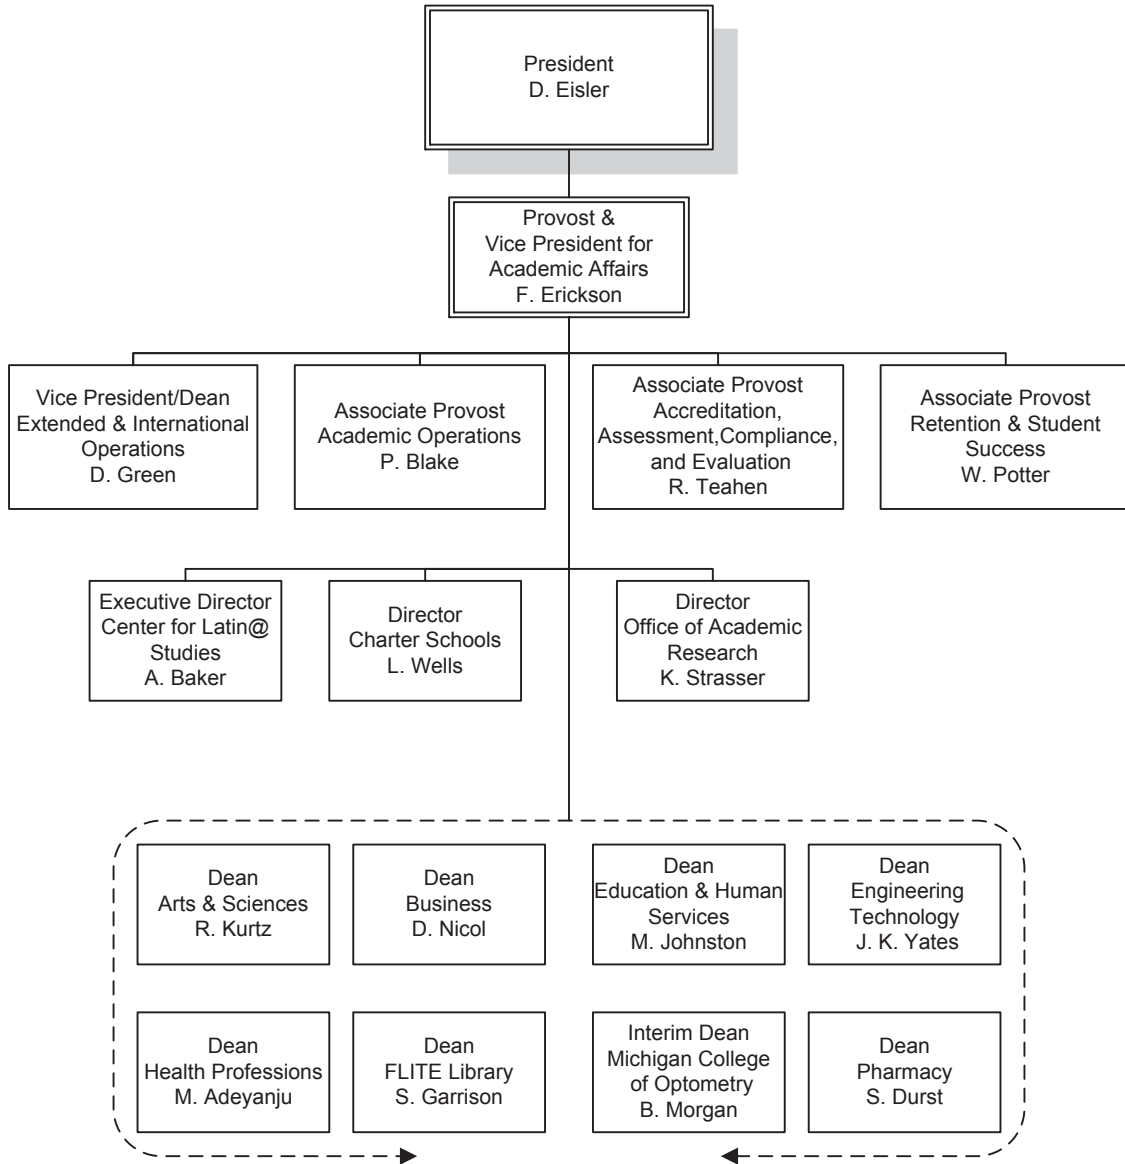 President
D. Eisler
Provost &
Vice President for
Academic Affairs
F. Erickson
Vice President/Dean
Extended & International
Operations
D. Green
Associate Provost
Academic Operations
P. Blake
Associate Provost
Accreditation,
Assessment,Compliance,
and Evaluation
R. Teahen
Associate Provost
Retention & Student
Success
W. Potter
Executive Director
Center for Latin@
Studies
A. Baker
Director
Charter Schools
L. Wells
Director
Office of Academic
Research
K. Strasser
Dean
Arts & Sciences
R. Kurtz
Dean
Business
D. Nicol
Dean
Education & Human
Services
M. Johnston
Dean
Engineering
Technology
J. K. Yates
Dean
Health Professions
M. Adeyanju
Dean
FLITE Library
S. Garrison
Interim Dean
Michigan College
of Optometry
B. Morgan
Dean
Pharmacy
S. Durst